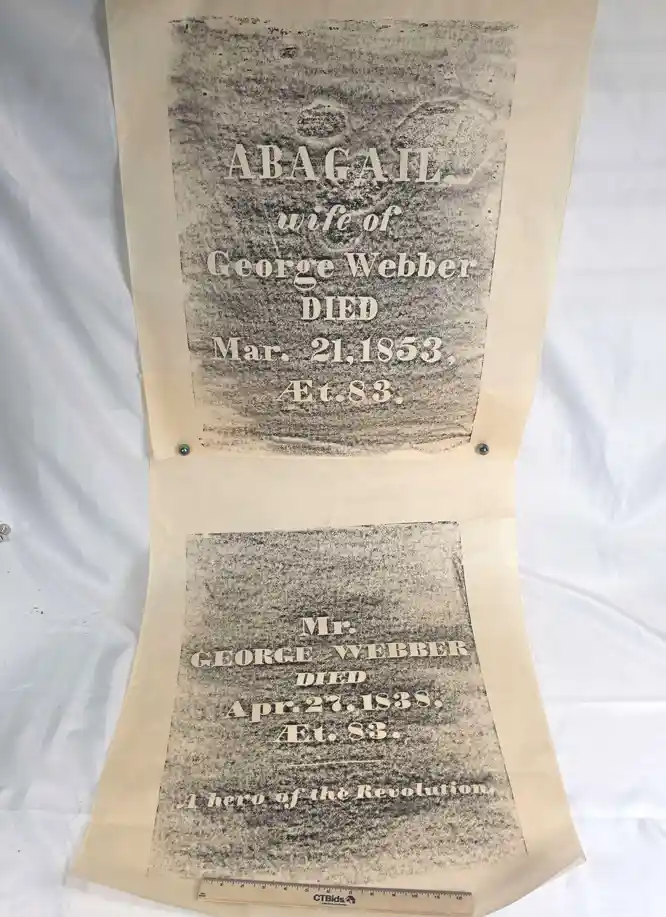 ABAGAIL,
wife of
George Webber
DIED
Mar. 21, 1853,
Æt. 83.
Mr.
GEORGE WEBBER
DIED
Apr. 27, 1838,
Æt. 83.
A hero of the Revolution.
CTBids